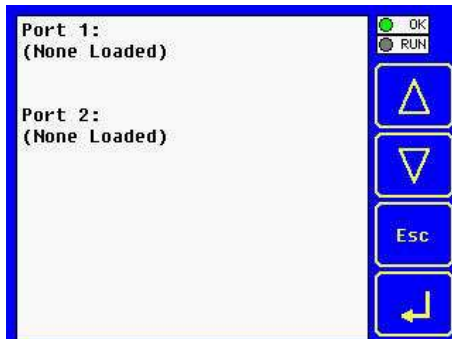 Port 1:
(None Loaded)
Port 2:
(None Loaded)
OK
RUN
Esc